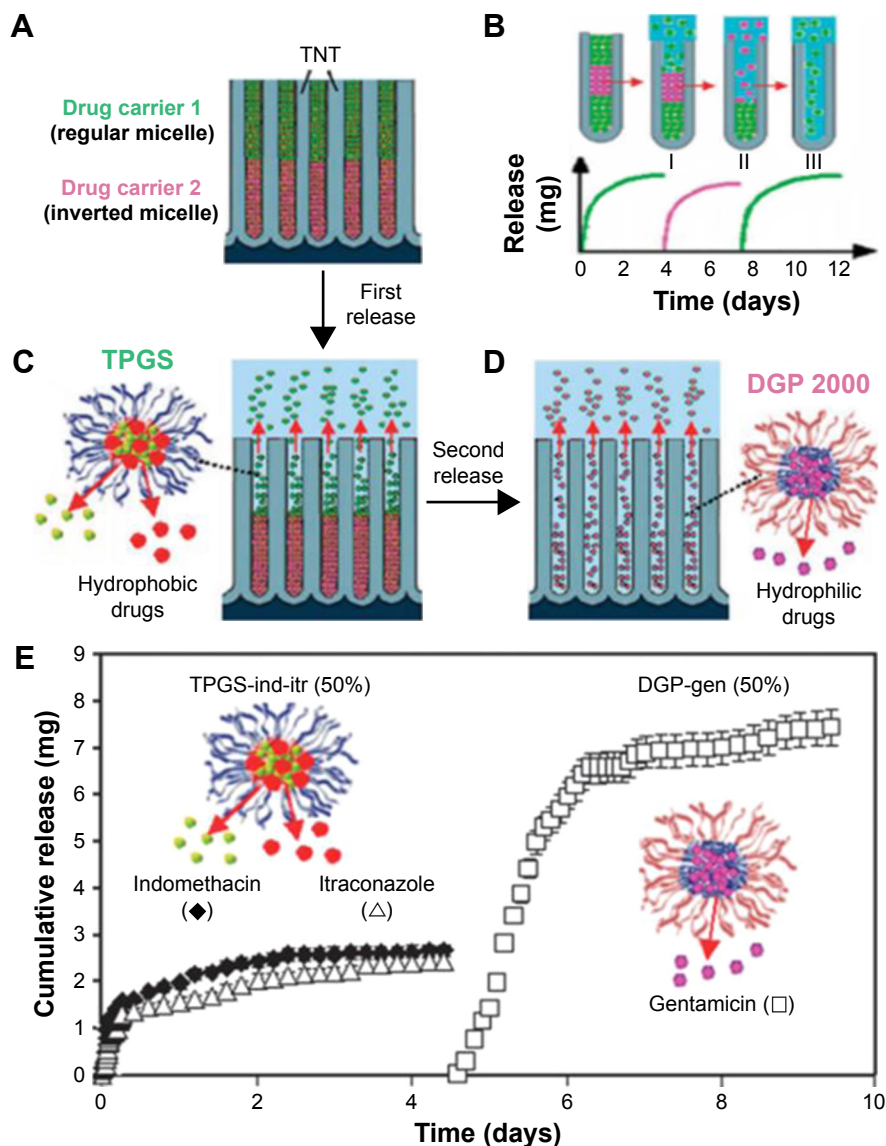 A
TNT
Drug carrier 1
(regular micelle)
Drug carrier 2
(inverted micelle)
First
release
B
I II III
Release
(mg)
0 2 4 6 8 10 12
Time (days)
C
TPGS
Hydrophobic
drugs
Second
release
D
DGP 2000
Hydrophilic
drugs
E
Cumulative release (mg)
9
8
7
6
5
4
3
2
1
0
TPGS-ind-itr (50%)
Indomethacin
(◆)
Itraconazole
(△)
DGP-gen (50%)
Gentamicin (□)
0 2 4 6 8 10
Time (days)